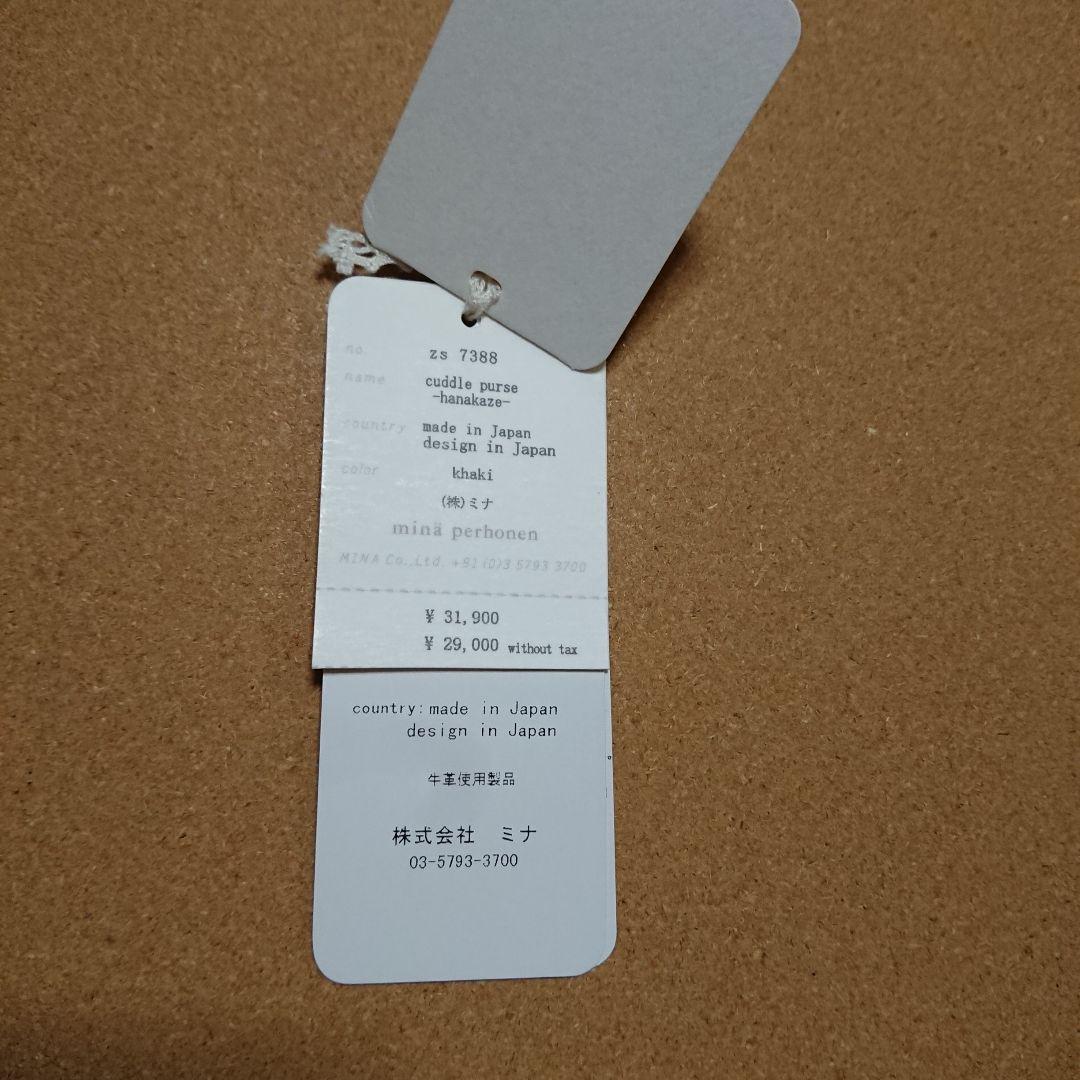 no. zs 7388
name cuddle purse
-hanakaze-
country made in Japan
design in Japan
color khaki
(株)ミナ
minä perhonen
MINA Co.,Ltd. +81 (0)3 5793 3700
¥ 31,900
¥ 29,000 without tax
country:made in Japan
design in Japan
牛革使用製品
株式会社 ミナ
03-5793-3700